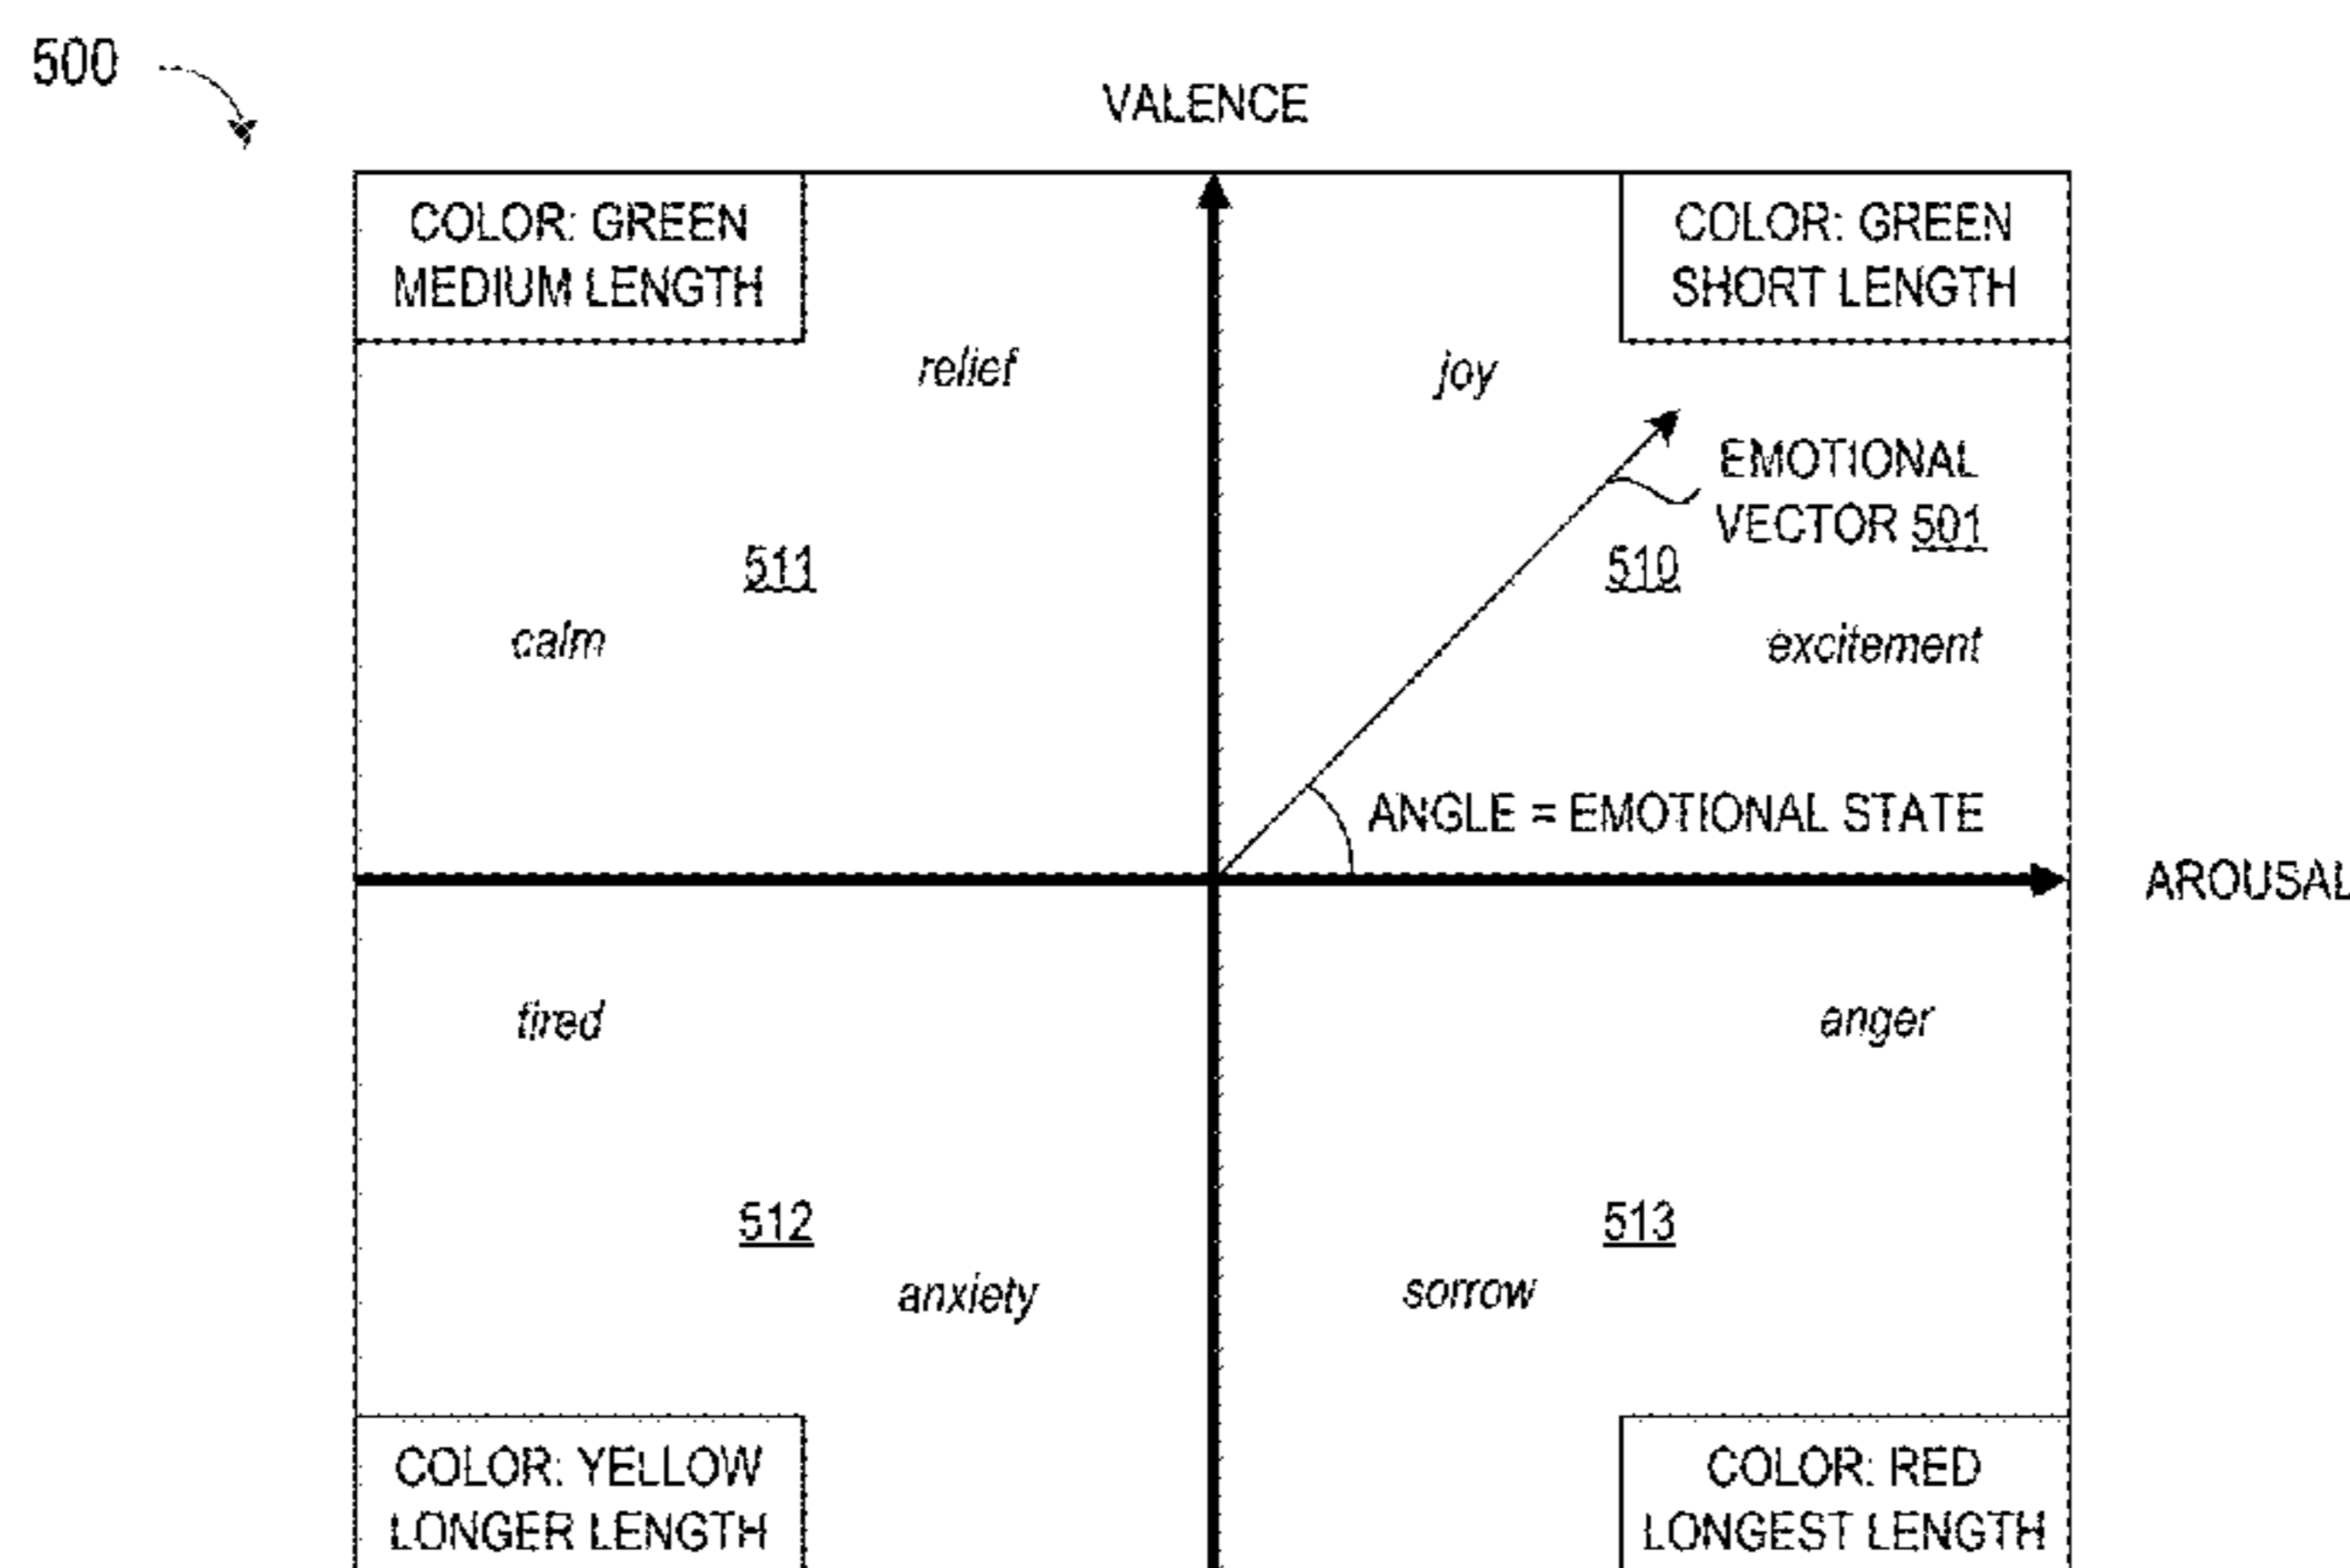 500
VALENCE
COLOR: GREEN
MEDIUM LENGTH
COLOR: GREEN
SHORT LENGTH
relief
joy
EMOTIONAL
VECTOR 501
511
510
calm
excitement
ANGLE = EMOTIONAL STATE
AROUSAL
tired
anger
512
513
anxiety
sorrow
COLOR: YELLOW
LONGER LENGTH
COLOR: RED
LONGEST LENGTH